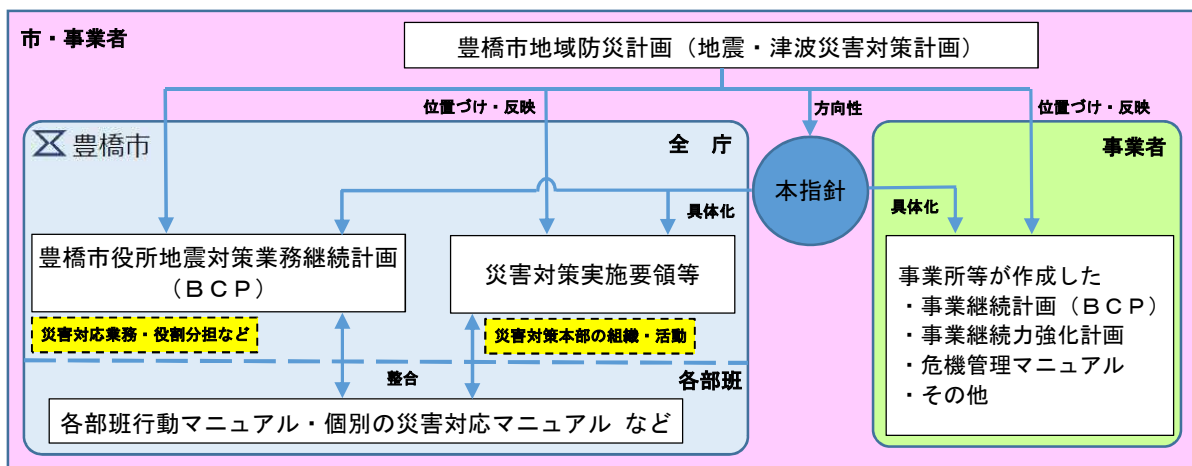 市・事業者
豊橋市地域防災計画（地震・津波災害対策計画）
位置づけ・反映
方向性
位置づけ・反映
豊橋市
全 庁
事業者
本指針
具体化
具体化
豊橋市役所地震対策業務継続計画
（ＢＣＰ）
災害対策実施要領等
事業所等が作成した
・事業継続計画（ＢＣＰ）
・事業継続力強化計画
・危機管理マニュアル
・その他
災害対応業務・役割分担など
災害対策本部の組織・活動
整合
各部班
各部班行動マニュアル・個別の災害対応マニュアル など